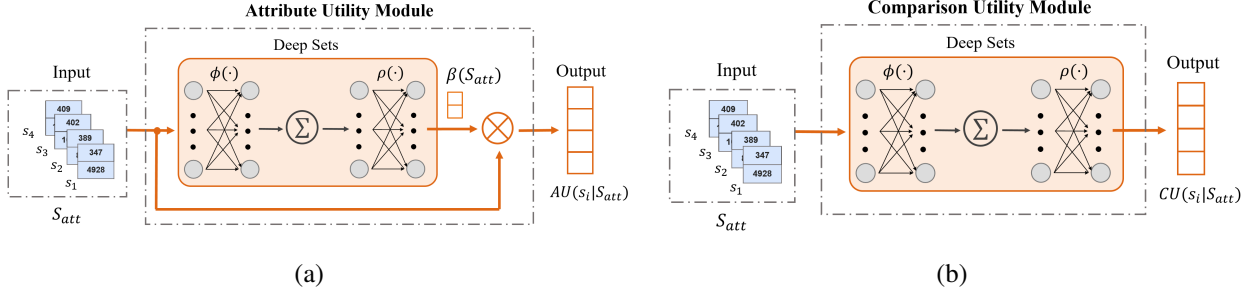 Attribute Utility Module
Deep Sets
Input
ϕ(·)
ρ(·)
β(S_att)
Output
409
402
389
347
4928
s_4
s_3
s_2
s_1
Σ
S_att
AU(s_i|S_att)
(a)
Comparison Utility Module
Deep Sets
Input
ϕ(·)
ρ(·)
Output
409
402
389
347
4928
s_4
s_3
s_2
s_1
Σ
S_att
CU(s_i|S_att)
(b)